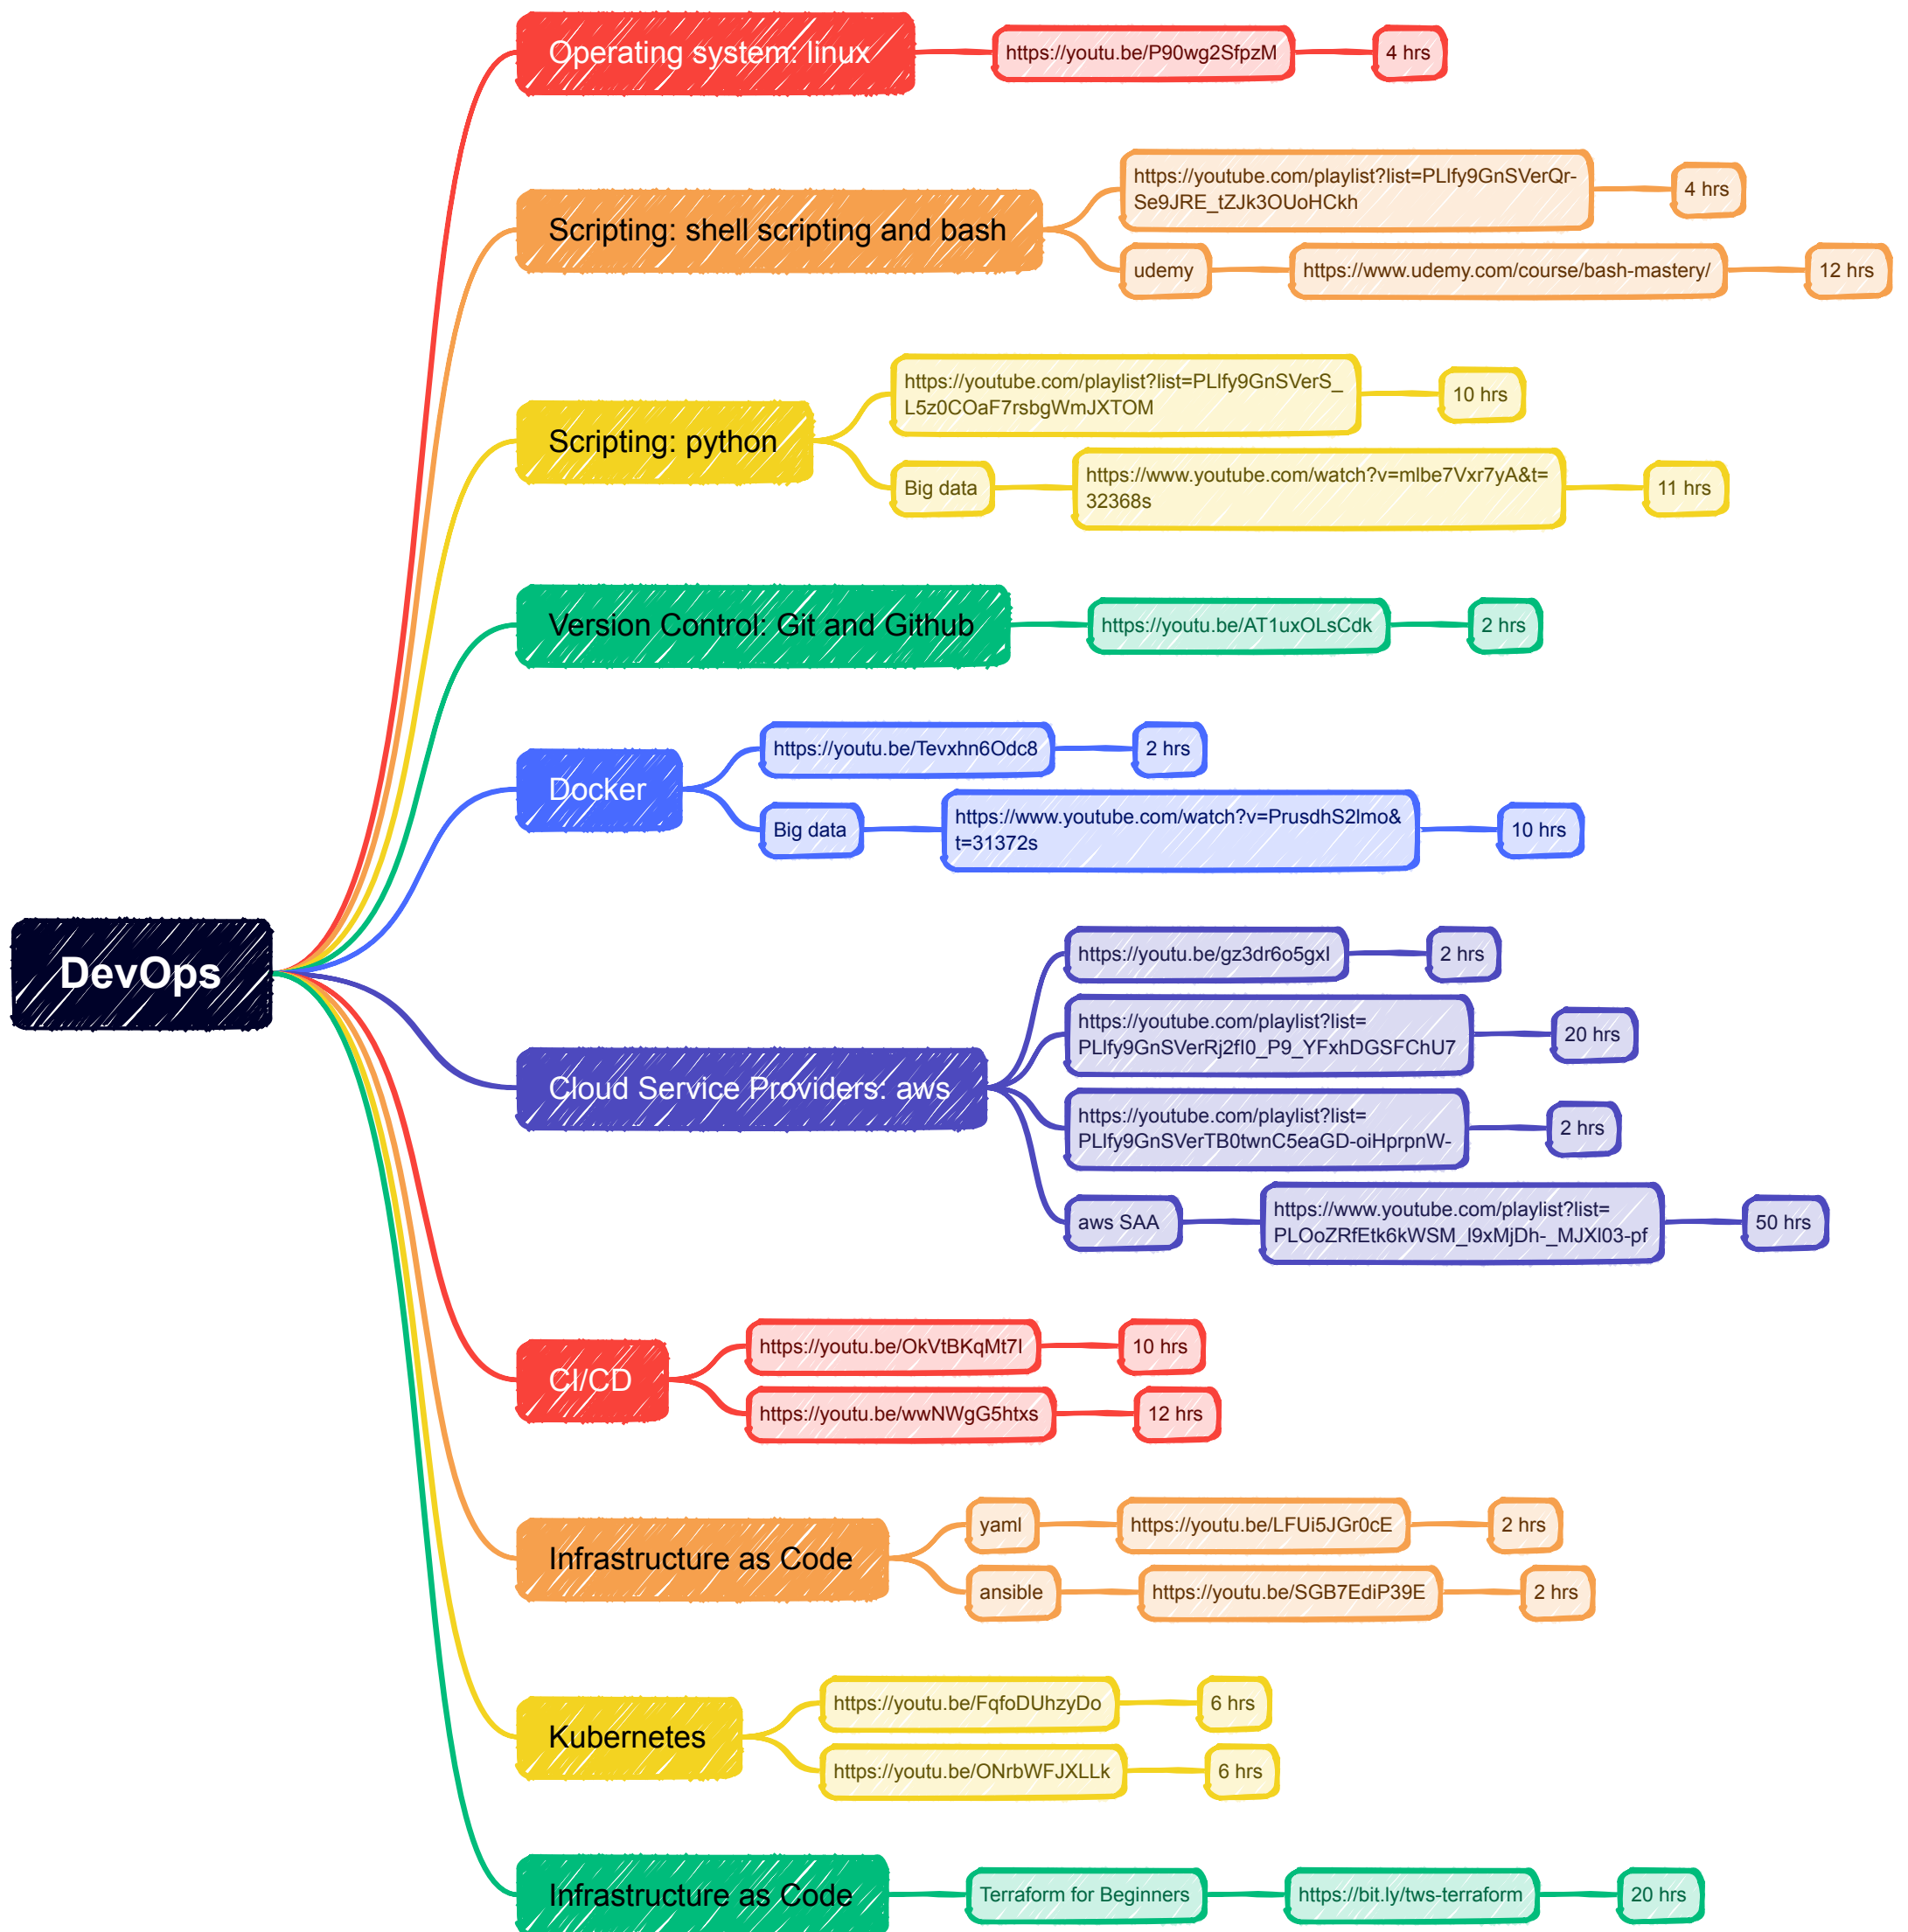 Operating system: linux
https://youtu.be/P90wg2SfpzM
4 hrs
Scripting: shell scripting and bash
https://youtube.com/playlist?list=PLlfy9GnSVerQr-
Se9JRE_tZJk3OUoHCkh
4 hrs
udemy
https://www.udemy.com/course/bash-mastery/
12 hrs
Scripting: python
https://youtube.com/playlist?list=PLlfy9GnSVerS_
L5z0COaF7rsbgWmJXTOM
10 hrs
Big data
https://www.youtube.com/watch?v=mlbe7Vxr7yA&t=
32368s
11 hrs
Version Control: Git and Github
https://youtu.be/AT1uxOLsCdk
2 hrs
Docker
https://youtu.be/Tevxhn6Odc8
2 hrs
Big data
https://www.youtube.com/watch?v=PrusdhS2lmo&
t=31372s
10 hrs
DevOps
Cloud Service Providers: aws
https://youtu.be/gz3dr6o5gxI
2 hrs
https://youtube.com/playlist?list=
PLlfy9GnSVerRj2fI0_P9_YFxhDGSFChU7
20 hrs
https://youtube.com/playlist?list=
PLlfy9GnSVerTB0twnC5eaGD-oiHprpnW-
2 hrs
aws SAA
https://www.youtube.com/playlist?list=
PLOoZRfEtk6kWSM_l9xMjDh-_MJXl03-pf
50 hrs
CI/CD
https://youtu.be/OkVtBKqMt7I
10 hrs
https://youtu.be/wwNWgG5htxs
12 hrs
Infrastructure as Code
yaml
https://youtu.be/LFUi5JGr0cE
2 hrs
ansible
https://youtu.be/SGB7EdiP39E
2 hrs
Kubernetes
https://youtu.be/FqfoDUhzyDo
6 hrs
https://youtu.be/ONrbWFJXLLk
6 hrs
Infrastructure as Code
Terraform for Beginners
https://bit.ly/tws-terraform
20 hrs